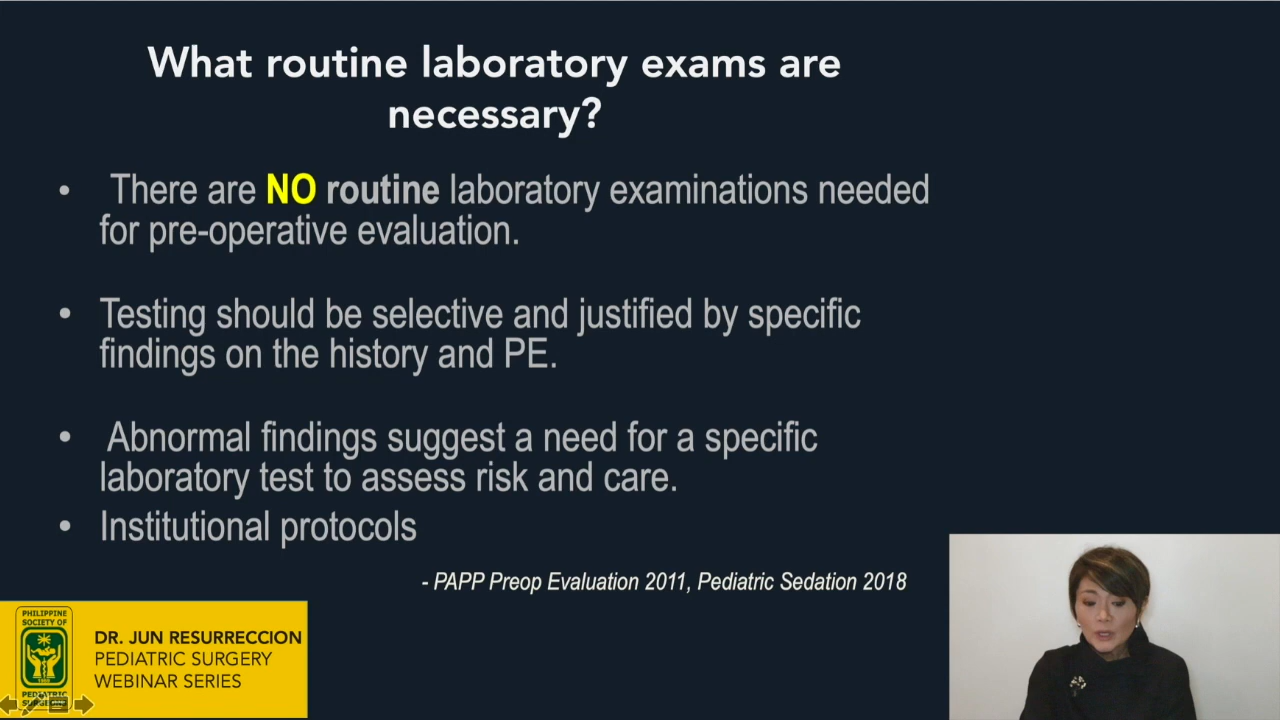 What routine laboratory exams are
necessary?
• There are NO routine laboratory examinations needed
for pre-operative evaluation.
• Testing should be selective and justified by specific
findings on the history and PE.
• Abnormal findings suggest a need for a specific
laboratory test to assess risk and care.
• Institutional protocols
- PAPP Preop Evaluation 2011, Pediatric Sedation 2018
PHILIPPINE
SOCIETY OF
PEDIATRIC
DR. JUN RESURRECCION
PEDIATRIC SURGERY
WEBINAR SERIES